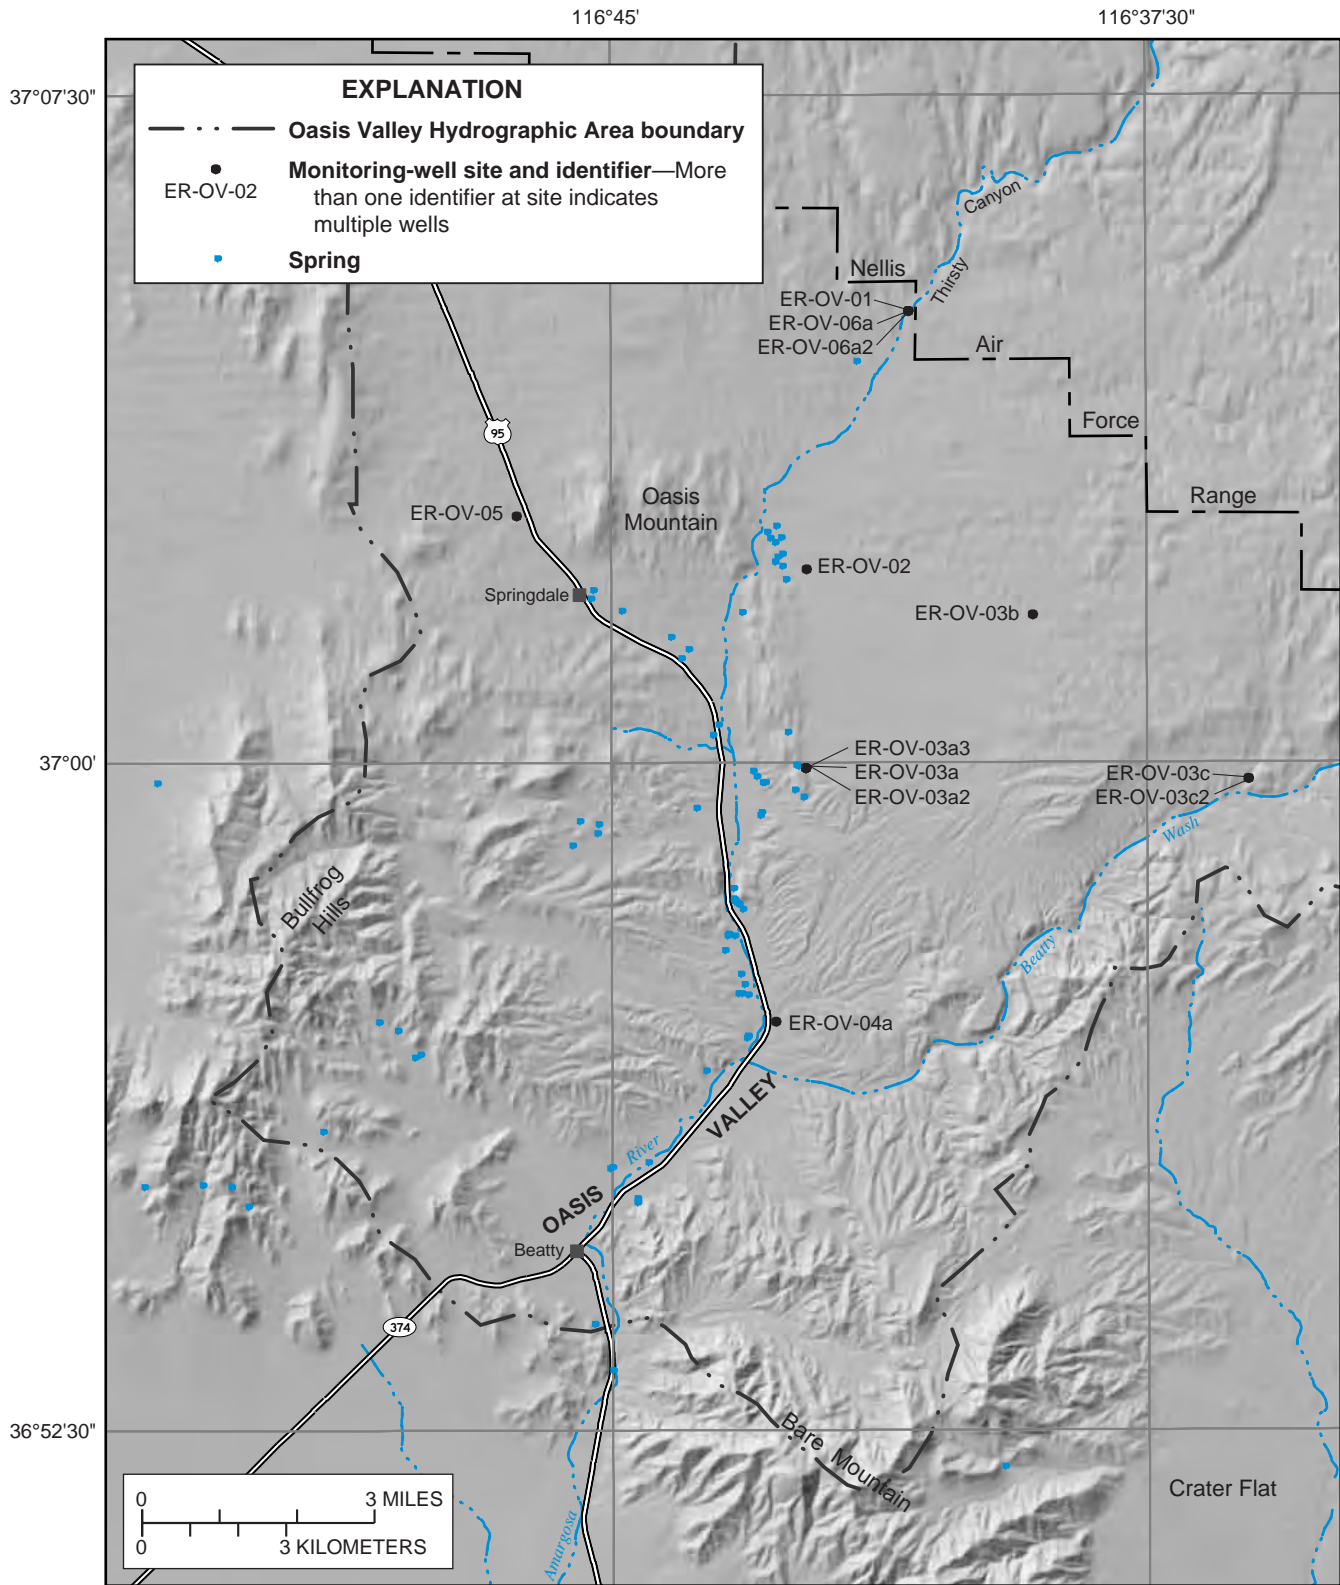 116°45'
116°37'30"
37°07'30"
EXPLANATION
Oasis Valley Hydrographic Area boundary
ER-OV-02
Monitoring-well site and identifier—More
than one identifier at site indicates
multiple wells
Spring
Canyon
Thirsty
Nellis
ER-OV-01
ER-OV-06a
ER-OV-06a2
Air
Force
Range
95
Oasis
Mountain
ER-OV-05
ER-OV-02
Springdale
ER-OV-03b
37°00'
ER-OV-03a3
ER-OV-03a
ER-OV-03a2
ER-OV-03c
ER-OV-03c2
Wash
Beatty
Bullfrog
Hills
ER-OV-04a
VALLEY
River
OASIS
Beatty
374
36°52'30"
Bare Mountain
Crater Flat
Amargosa
0
3 MILES
0
3 KILOMETERS